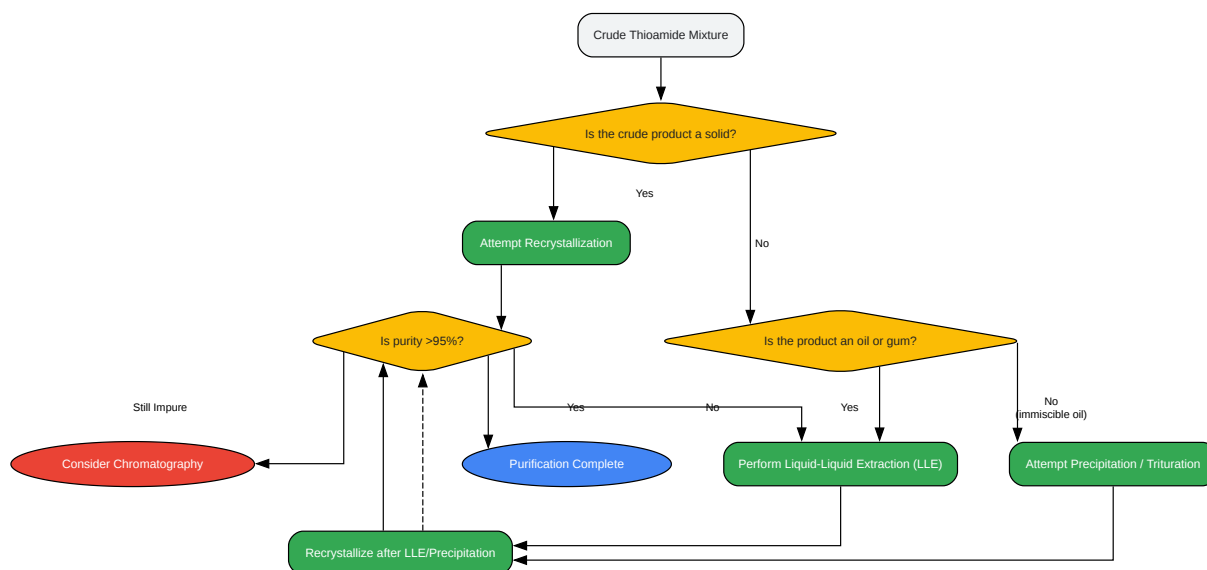 Crude Thioamide Mixture
Is the crude product a solid?
Yes
Attempt Recrystallization
No
Is purity >95%?
Is the product an oil or gum?
Still Impure
Yes
No
Yes
No
(immiscible oil)
Consider Chromatography
Purification Complete
Perform Liquid-Liquid Extraction (LLE)
Attempt Precipitation / Trituration
Recrystallize after LLE/Precipitation